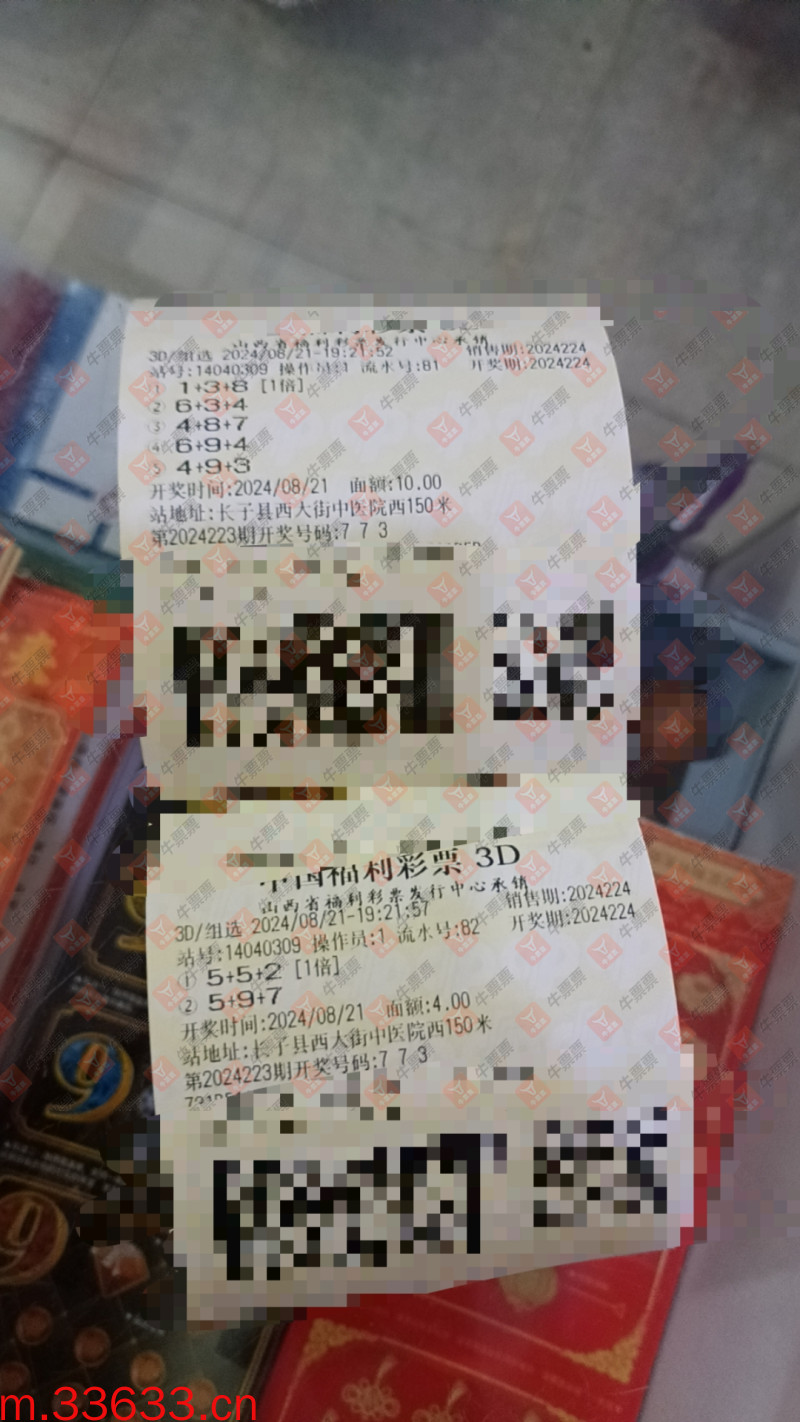 山西省福利彩票发行中心承销
3D/组选 2024/08/21-19:21:52 销售期:2024224
站号:14040309 操作员:1 流水号:81 开奖期:2024224
① 1+3+8 [1倍]
② 6+3+4
③ 4+8+7
④ 6+9+4
⑤ 4+9+3
开奖时间:2024/08/21 面额:10.00
站地址:长子县西大街中医院西150米
第2024223期开奖号码:7 7 3
中国福利彩票 3D
山西省福利彩票发行中心承销
3D/组选 2024/08/21-19:21:57 销售期:2024224
站号:14040309 操作员:1 流水号:82 开奖期:2024224
① 5+5+2 [1倍]
② 5+9+7
开奖时间:2024/08/21 面额:4.00
站地址:长子县西大街中医院西150米
第2024223期开奖号码:7 7 3
9
9
牛票票
m.33633.cn